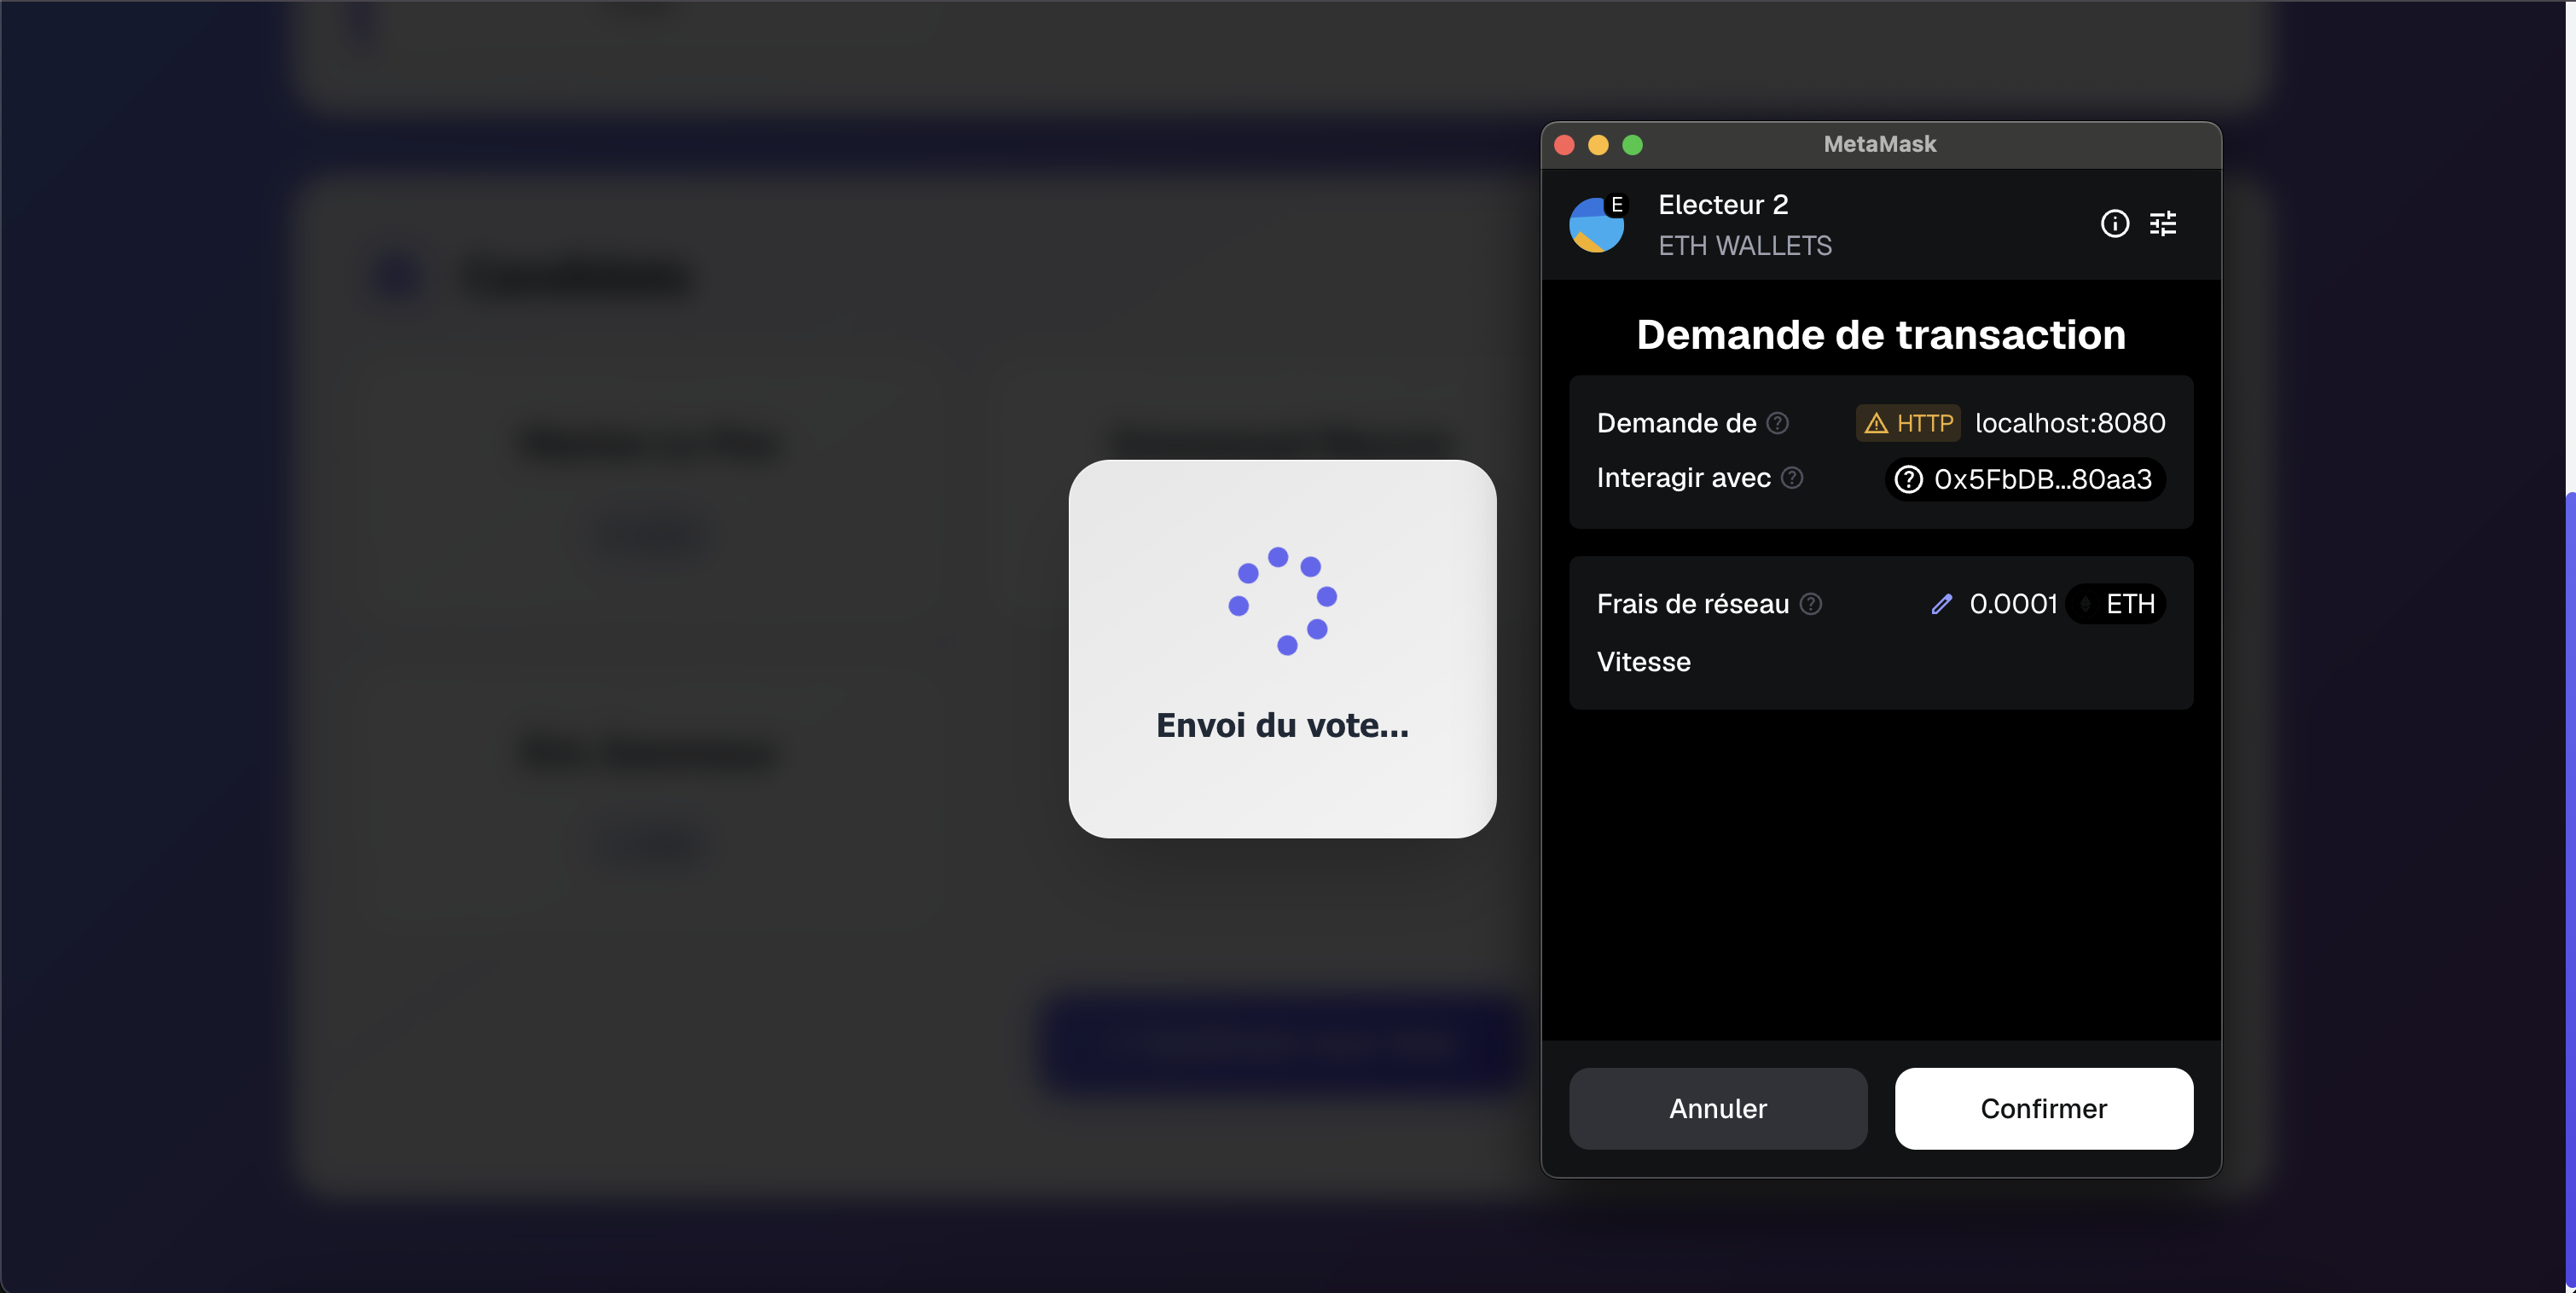 MetaMask
E
Electeur 2
ETH WALLETS
Demande de transaction
Demande de HTTP localhost:8080
Interagir avec 0x5FbDB...80aa3
Frais de réseau 0.0001 ETH
Vitesse
Annuler Confirmer
Candidats
Envoi du vote...